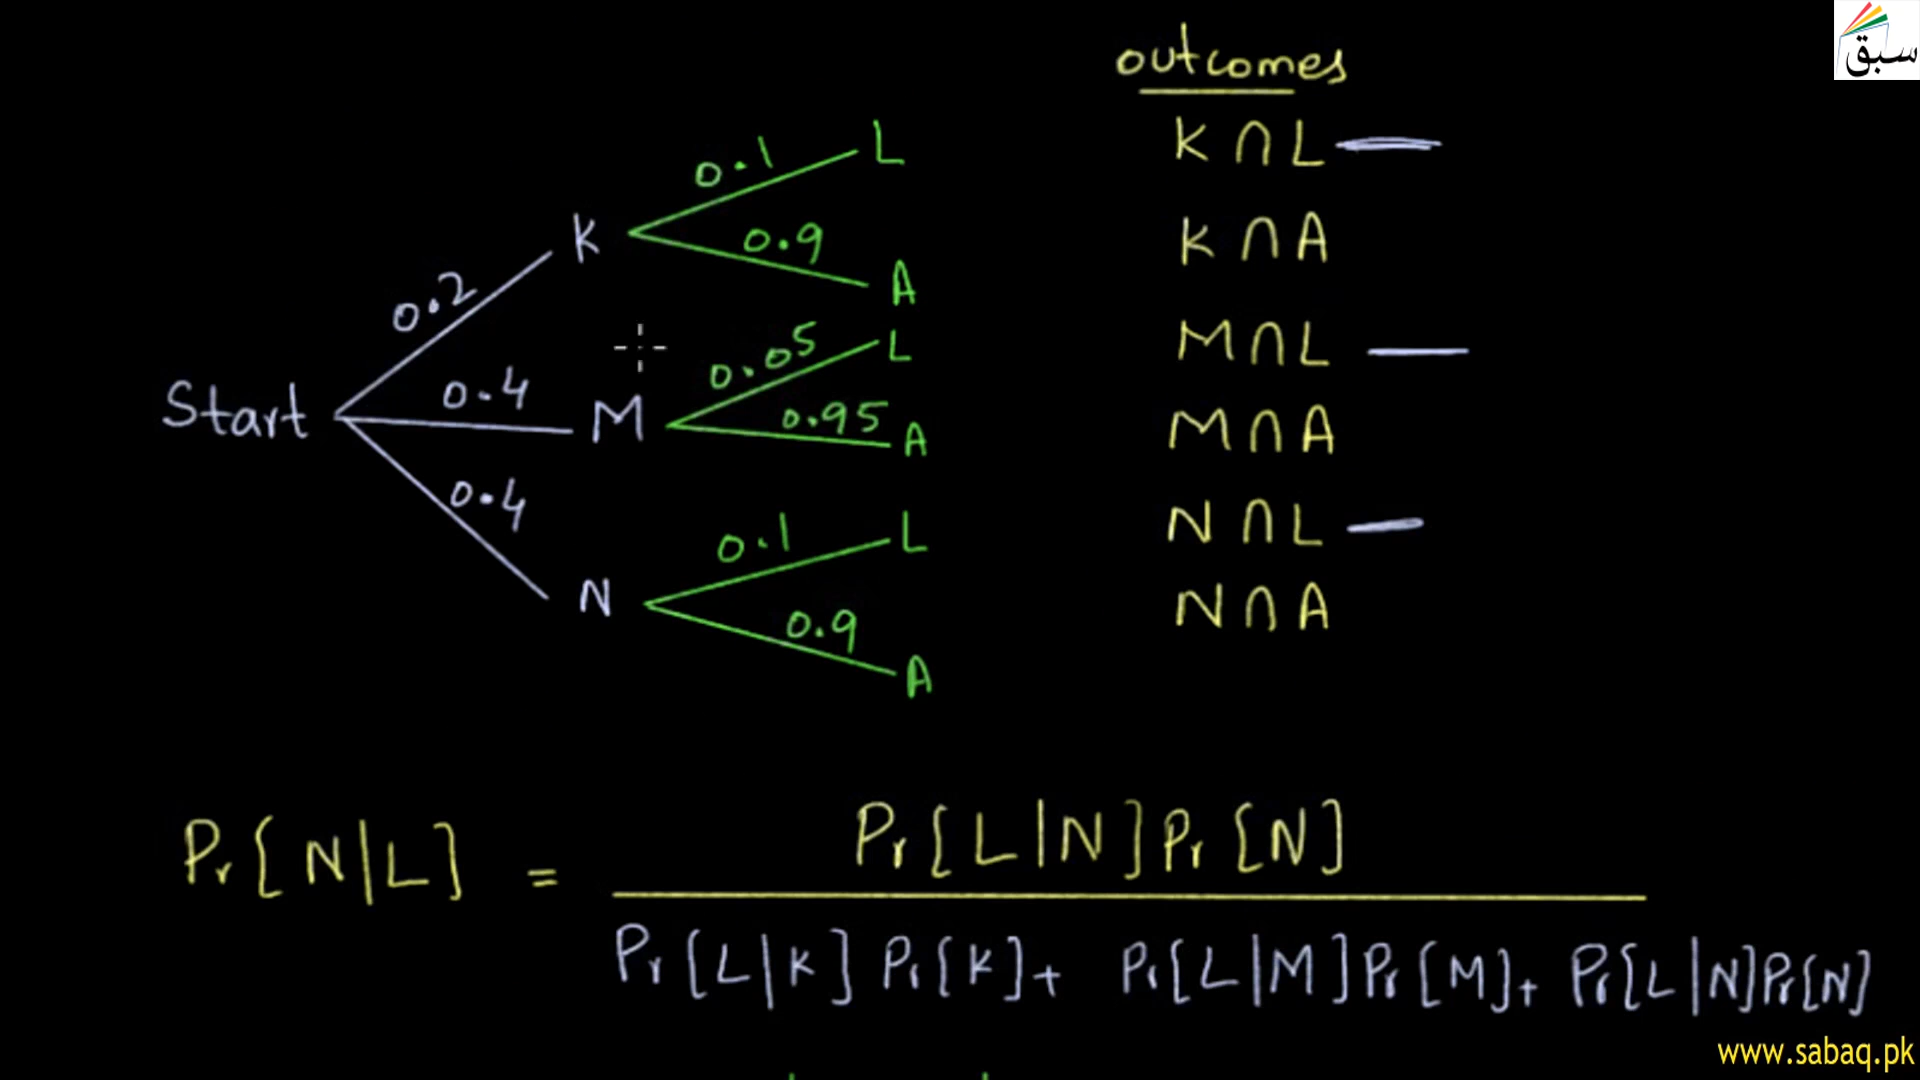 سبق
outcomes
K ∩ L
K ∩ A
M ∩ L
M ∩ A
N ∩ L
N ∩ A
Start
0.2
K
0.1
L
0.9
A
0.4
M
0.05
L
0.95
A
0.4
N
0.1
L
0.9
A
Pr[N|L] = Pr[L|N]Pr[N]
Pr[L|K] Pr[K]+ Pr[L|M]Pr[M]+ Pr[L|N]Pr[N]
www.sabaq.pk